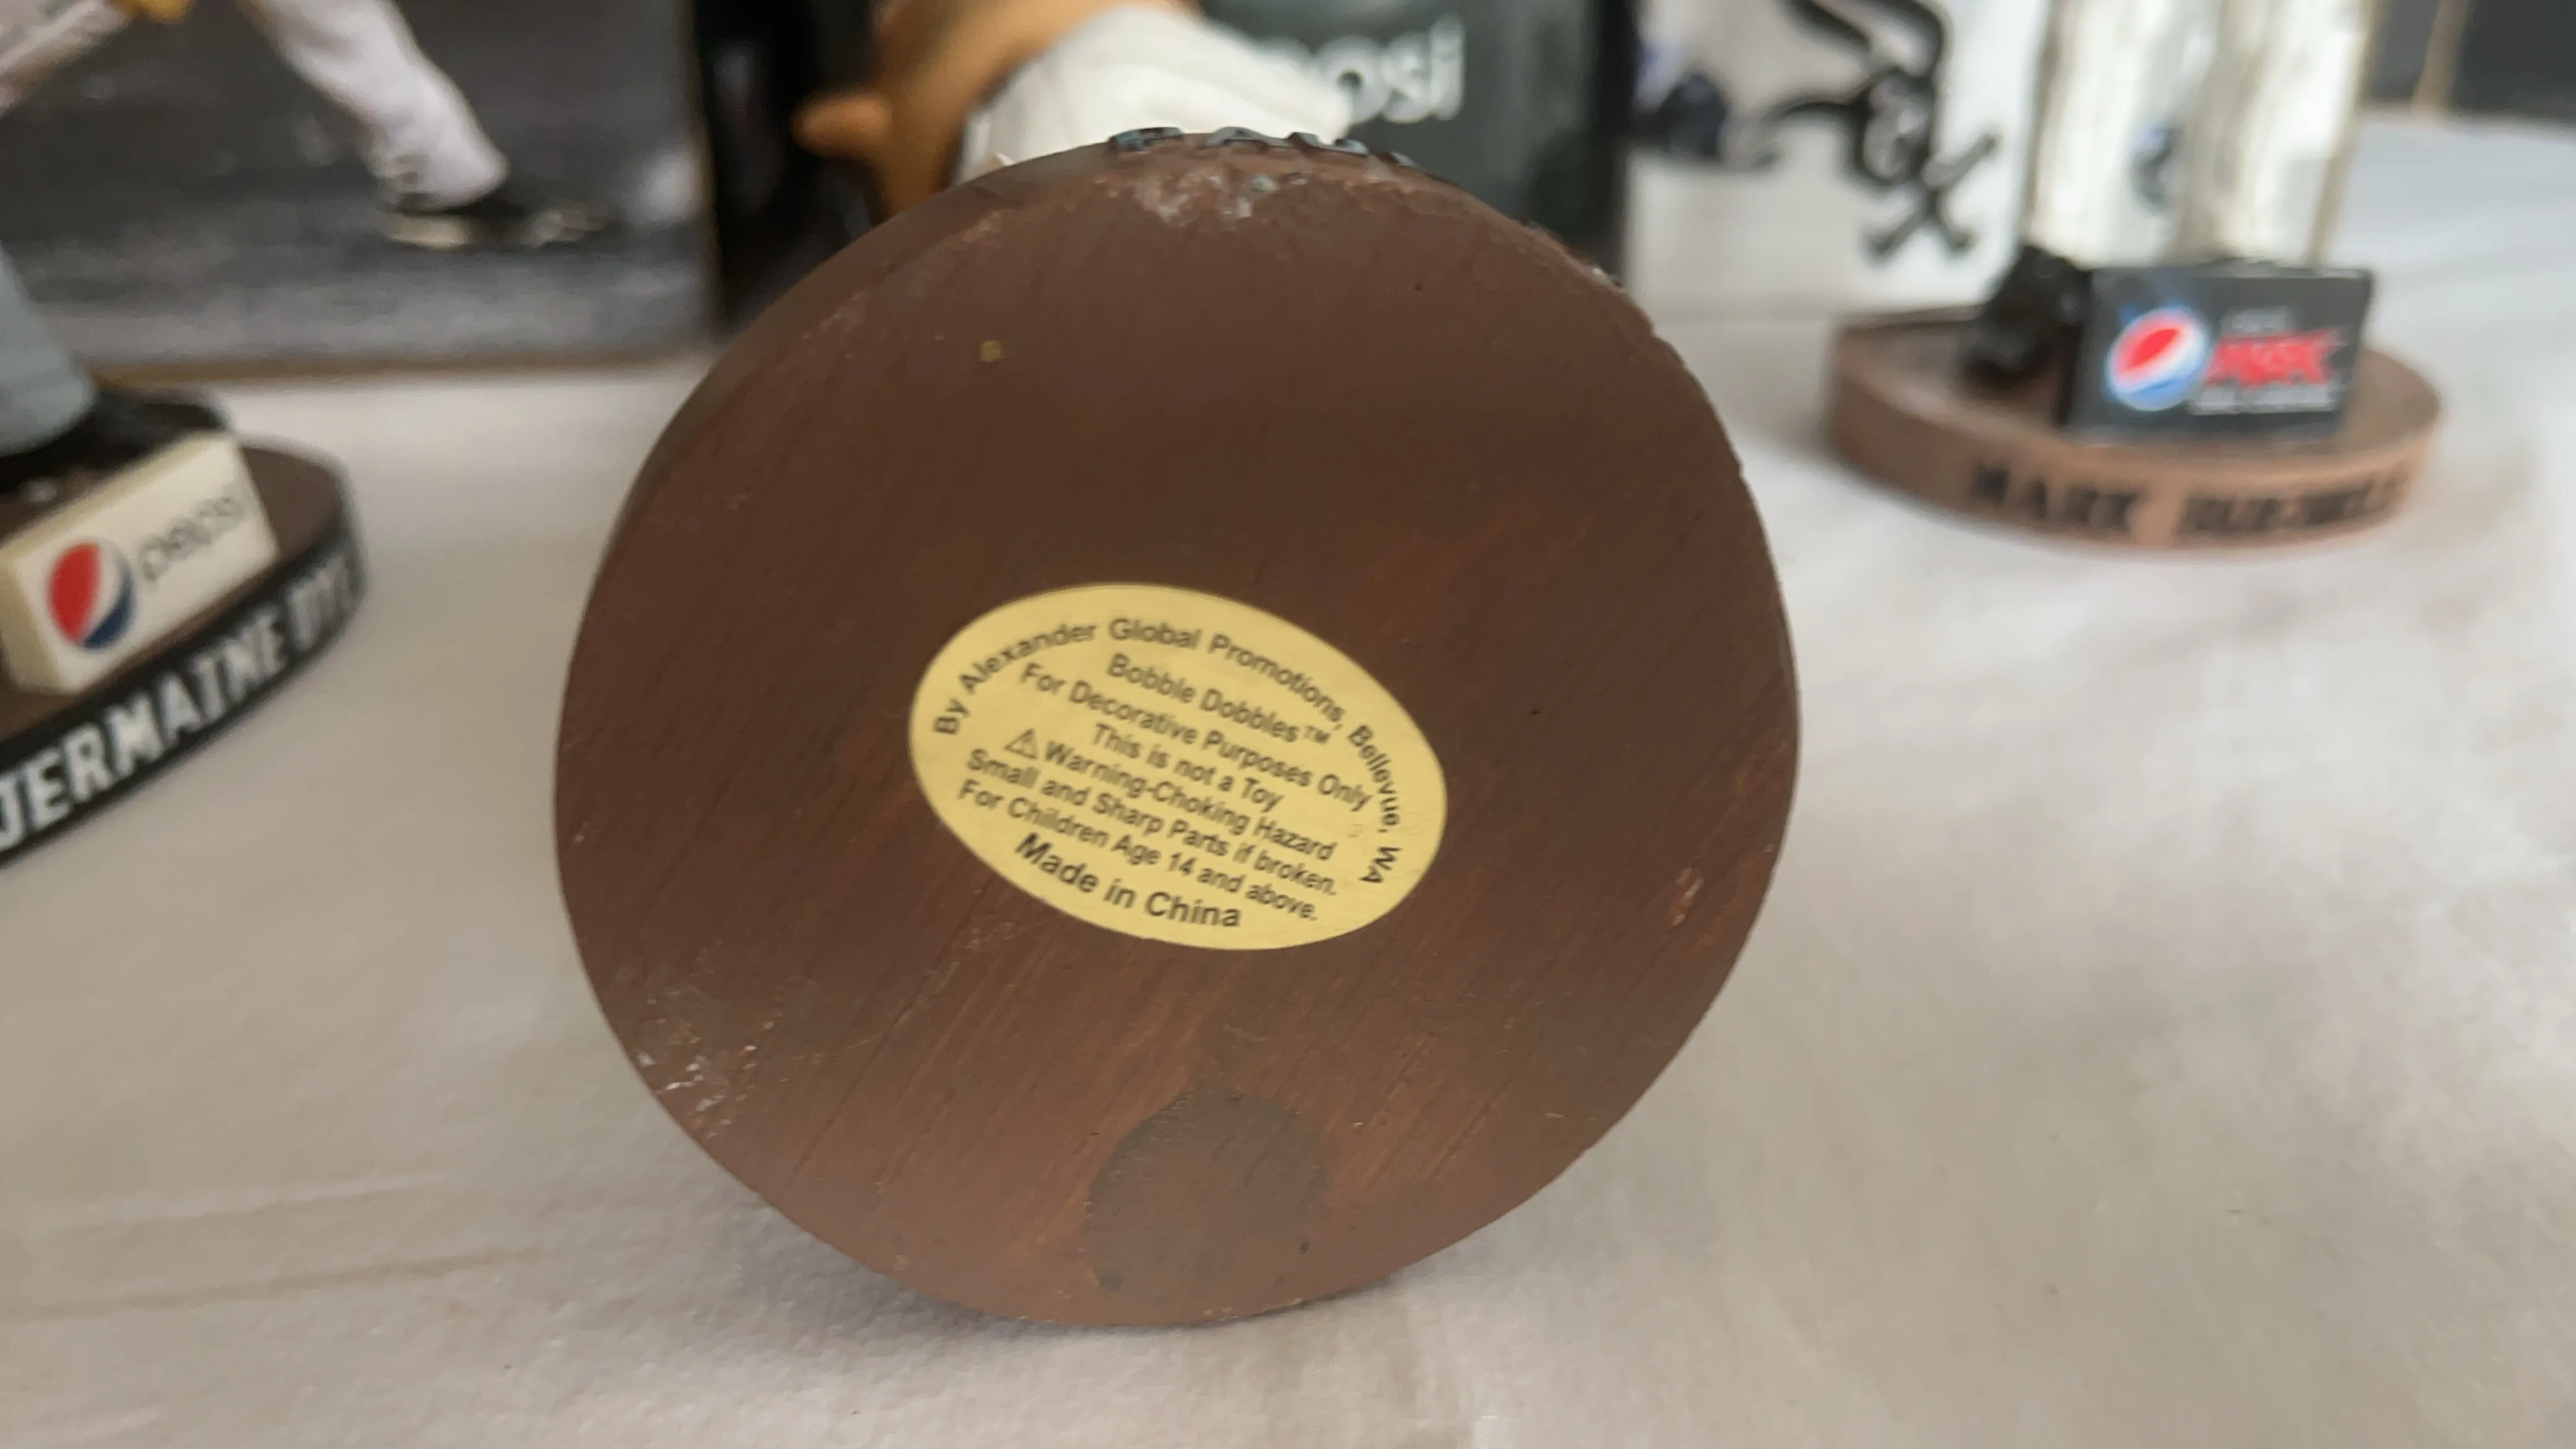 psi
MAX
MARK BUEHRLE
pepsi
JERMAINE DYE
By Alexander Global Promotions, Bellevue, WA
Bobble Dobbles™
For Decorative Purposes Only
This is not a Toy
⚠ Warning-Choking Hazard
Small and Sharp Parts if broken.
For Children Age 14 and above.
Made in China